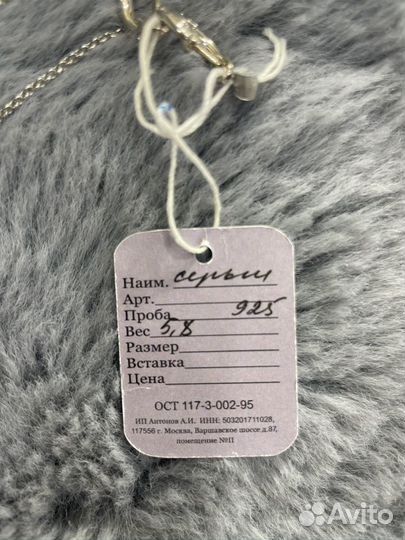 Наим. серьги
Арт.
Проба 925
Вес 5,8
Размер
Вставка
Цена
ОСТ 117-3-002-95
ИП Антонов А.И. ИНН: 503201711028,
117556 г. Москва, Варшавское шоссе д.87,
помещение №11
Avito